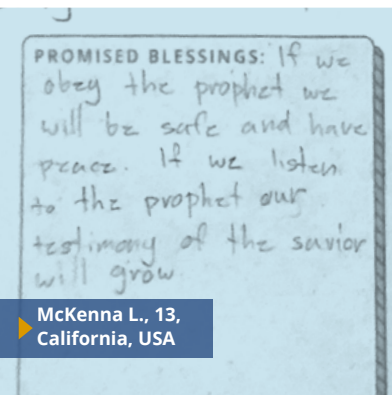 PROMISED BLESSINGS: If we
obey the prophet we
will be safe and have
peace. If we listen
to the prophet our
testimony of the savior
will grow
McKenna L., 13,
California, USA